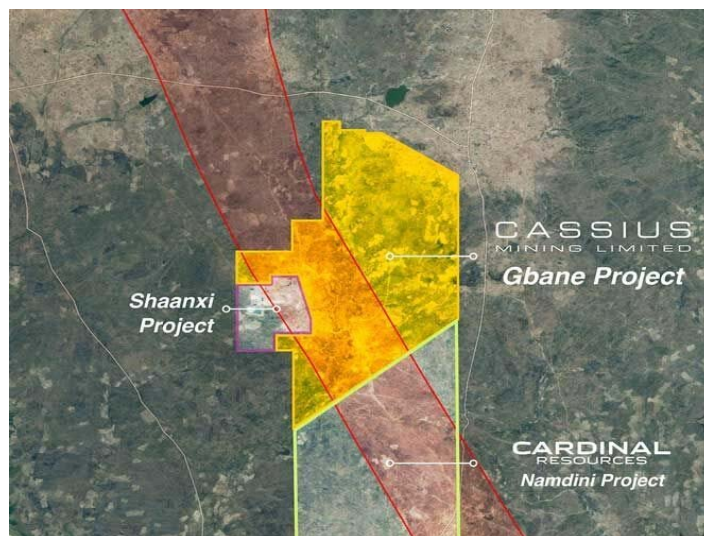 CASSIUS
MINING LIMITED
Gbane Project
Shaanxi
Project
CARDINAL
RESOURCES
Namdini Project